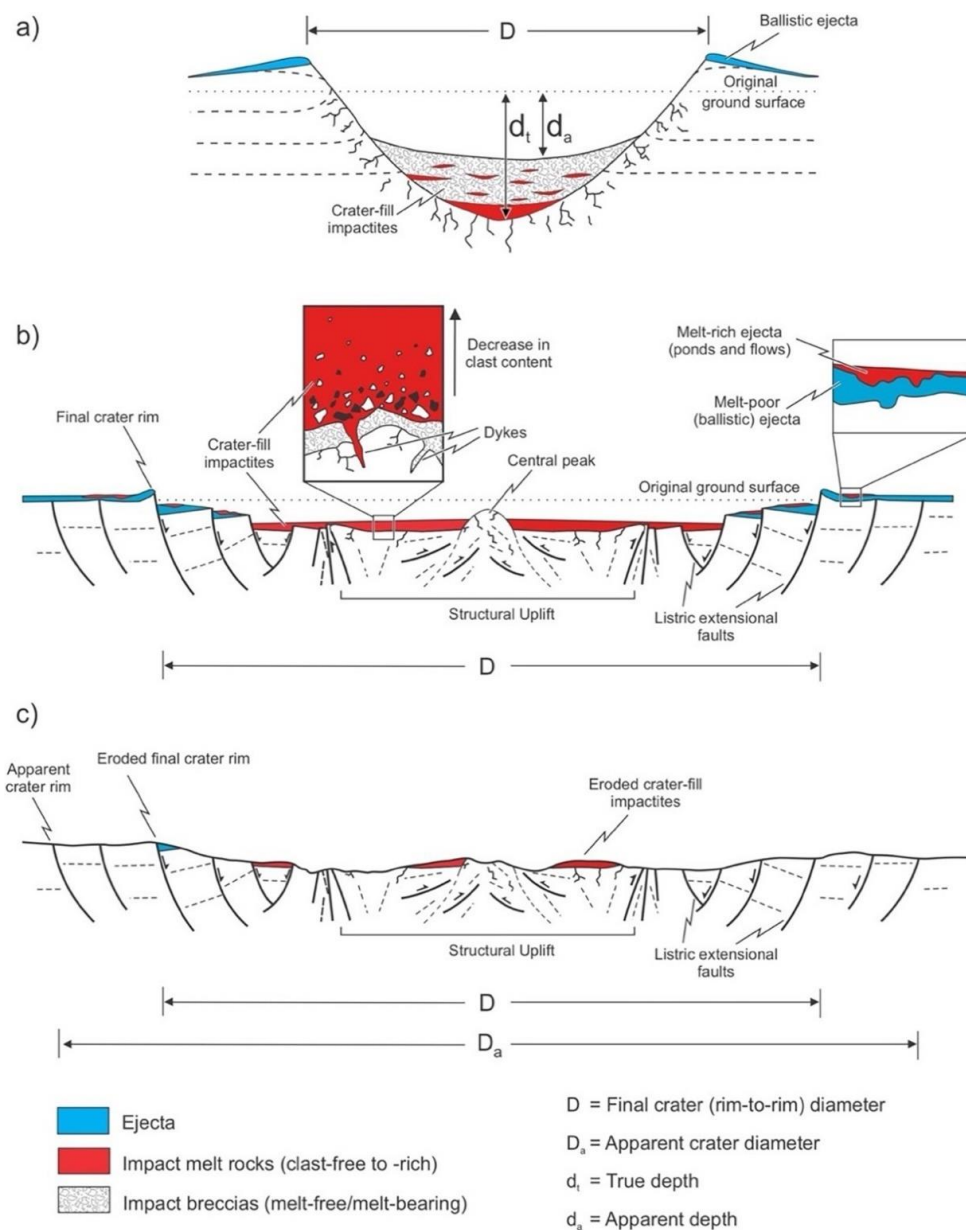 a)
D
Ballistic ejecta
Original
ground surface
dt
da
Crater-fill
impactites
b)
Decrease in
clast content
Melt-rich ejecta
(ponds and flows)
Melt-poor
(ballistic) ejecta
Final crater rim
Crater-fill
impactites
Dykes
Central peak
Original ground surface
Structural Uplift
Listric extensional
faults
D
c)
Apparent
crater rim
Eroded final crater rim
Eroded crater-fill
impactites
Structural Uplift
Listric extensional
faults
D
Da
Ejecta
Impact melt rocks (clast-free to -rich)
Impact breccias (melt-free/melt-bearing)
D = Final crater (rim-to-rim) diameter
Da = Apparent crater diameter
dt = True depth
da = Apparent depth